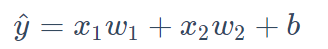 ŷ = x₁w₁ + x₂w₂ + b